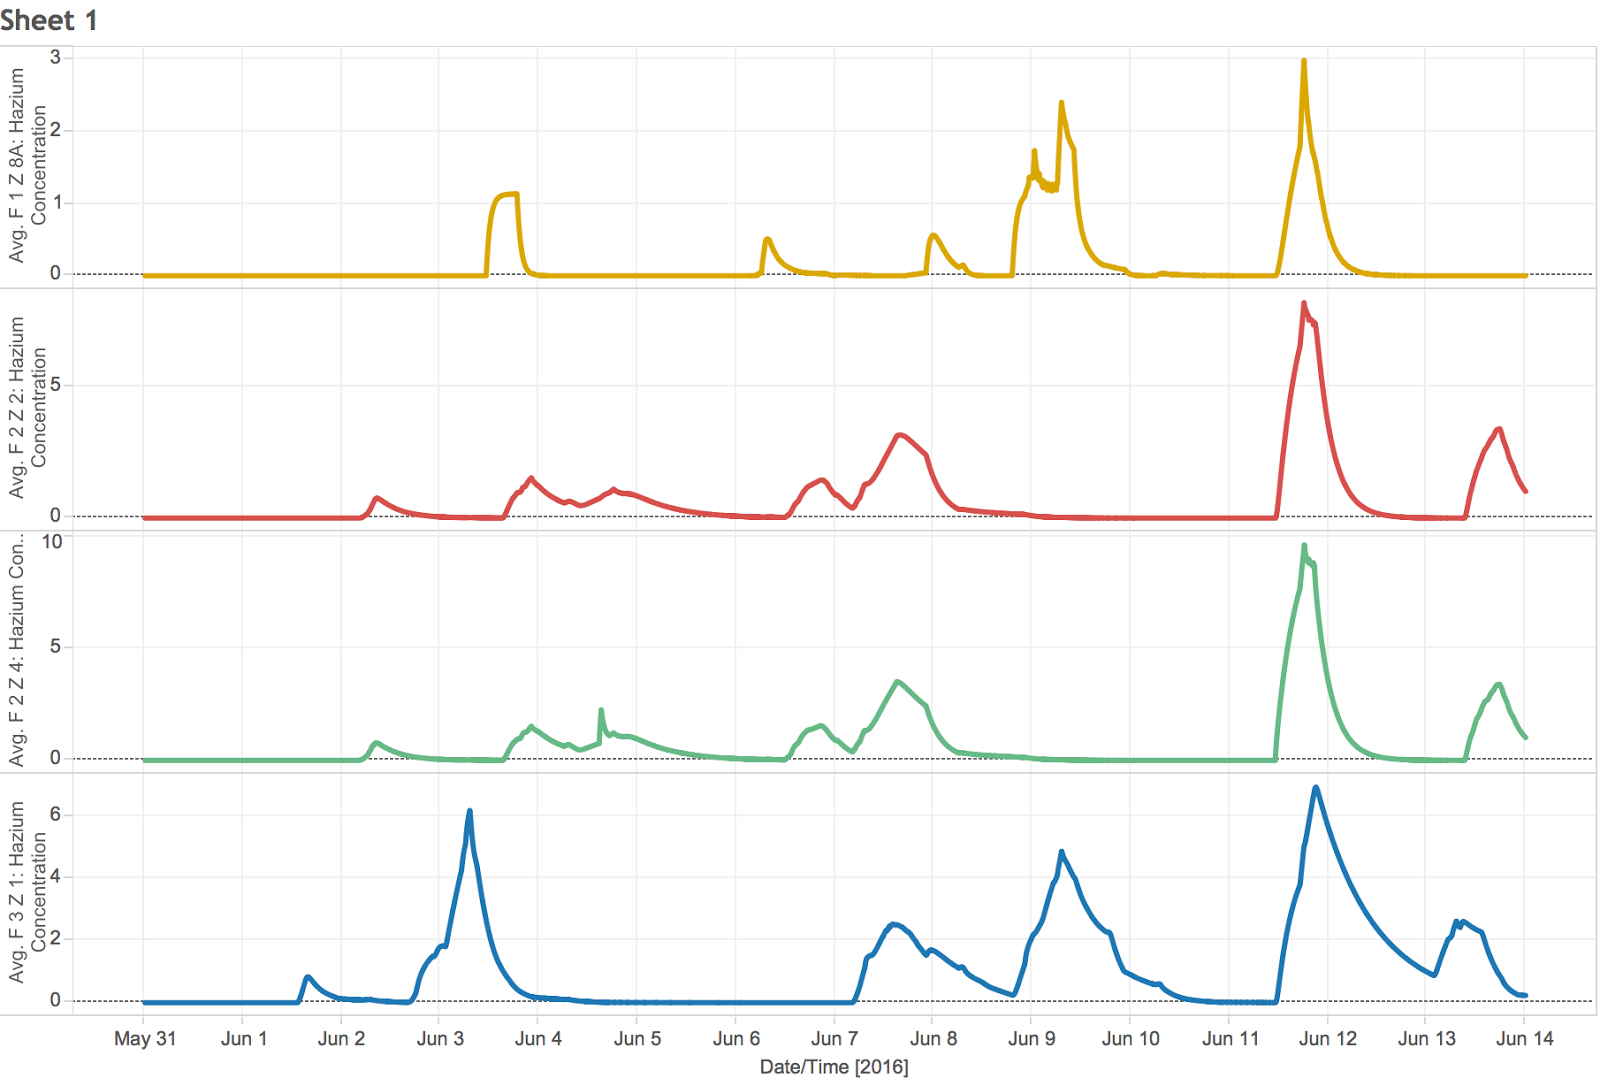 Sheet 1
Avg. F 1 Z 8A: Hazium
Concentration
3
2
1
0
Avg. F 2 Z 2: Hazium
Concentration
5
0
Avg. F 2 Z 4: Hazium Con..
10
5
0
Avg. F 3 Z 1: Hazium
Concentration
6
4
2
0
May 31 Jun 1 Jun 2 Jun 3 Jun 4 Jun 5 Jun 6 Jun 7 Jun 8 Jun 9 Jun 10 Jun 11 Jun 12 Jun 13 Jun 14
Date/Time [2016]